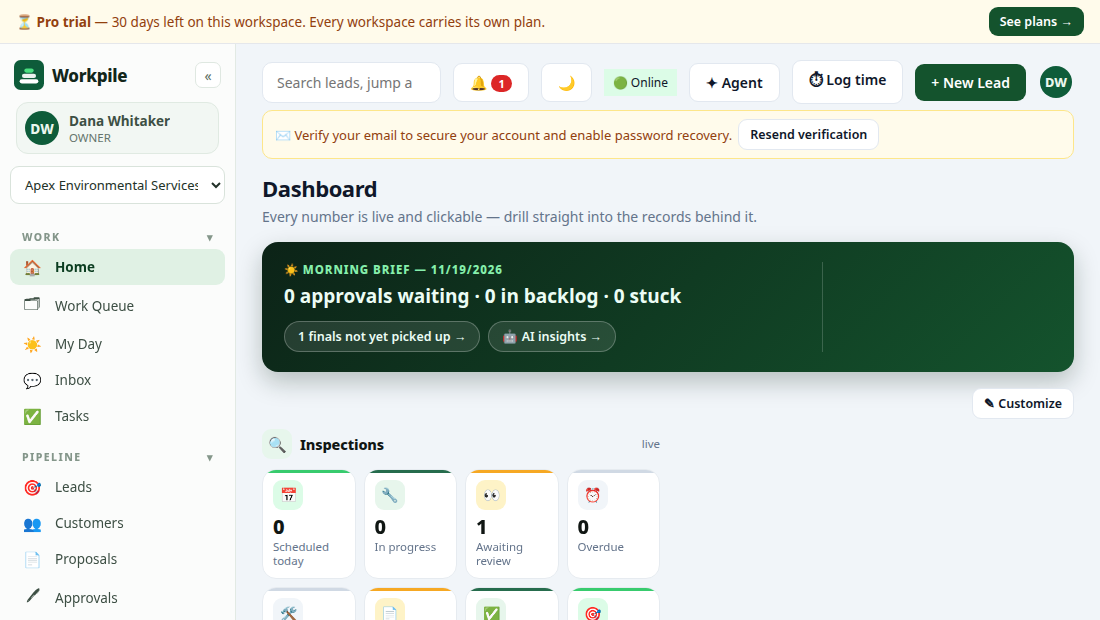 ⏳ Pro trial — 30 days left on this workspace. Every workspace carries its own plan.
See plans →
Workpile
«
DW
Dana Whitaker
OWNER
Apex Environmental Services
WORK ▼
🏠 Home
🗂 Work Queue
☀️ My Day
💬 Inbox
✅ Tasks
PIPELINE ▼
🎯 Leads
👥 Customers
📄 Proposals
Approvals
Search leads, jump a
🔔 1
🌙
🟢 Online
✦ Agent
⏱ Log time
+ New Lead
DW
✉️ Verify your email to secure your account and enable password recovery.
Resend verification
Dashboard
Every number is live and clickable — drill straight into the records behind it.
☀️ MORNING BRIEF — 11/19/2026
0 approvals waiting · 0 in backlog · 0 stuck
1 finals not yet picked up →
🤖 AI insights →
✎ Customize
🔍 Inspections
live
0
Scheduled
today
0
In progress
1
Awaiting
review
0
Overdue